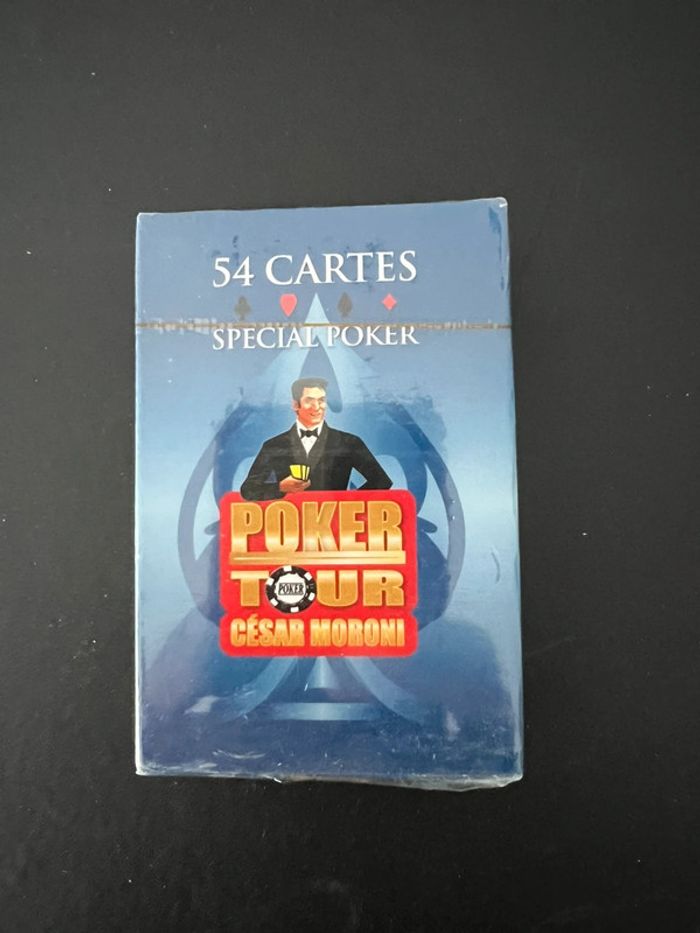 54 CARTES
SPECIAL POKER
POKER
TOUR
POKER
CÉSAR MORONI